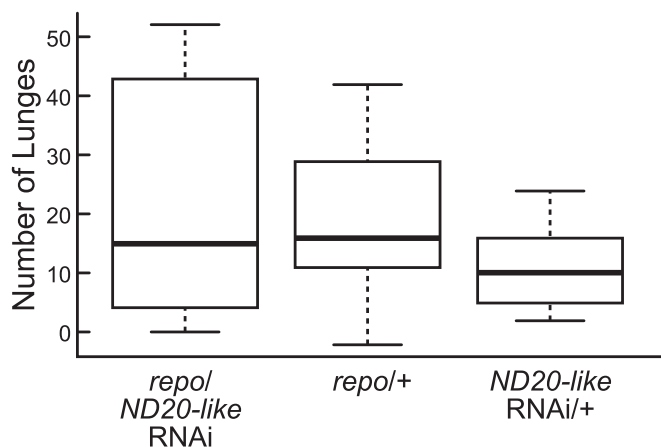 Number of Lunges
50
40
30
20
10
0
repo/
ND20-like
RNAi
repo/+
ND20-like
RNAi/+